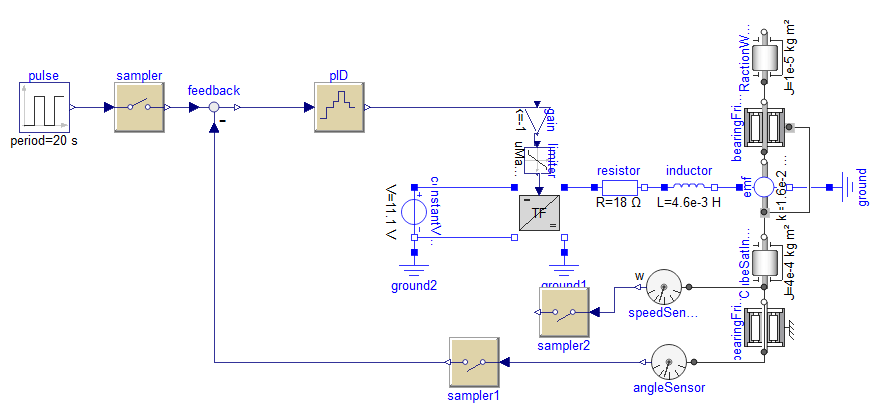 pulse
period=20 s
sampler
feedback
-
pID
gain
<=-1
limiter
uMa...
TF
-
=
constantV...
V=11.1 V
+
-
ground2
ground1
resistor
R=18 Ω
inductor
L=4.6e-3 H
emf
k=1.6e-2 ...
ground
RactionW...
J=1e-5 kg m²
bearingFri...
CubeSatIn...
J=4e-4 kg m²
bearingFri...
w
speedSen...
sampler2
angleSensor
sampler1